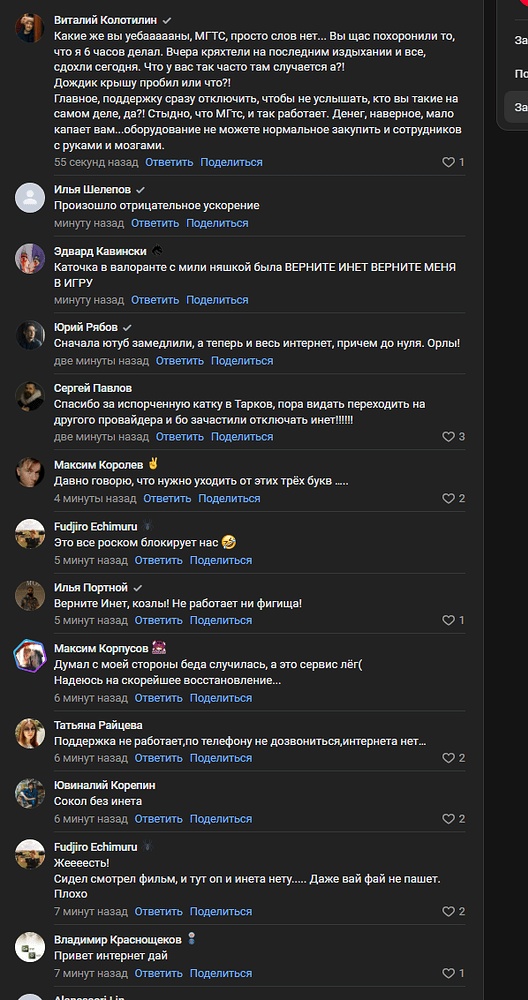 Виталий Колотилин
Какие же вы уебаааааны, МГТС, просто слов нет... Вы щас похоронили то,
что я 6 часов делал. Вчера кряхтели на последним издыхании и все,
сдохли сегодня. Что у вас так часто там случается а?!
Дождик крышу пробил или что?!
Главное, поддержку сразу отключить, чтобы не услышать, кто вы такие на
самом деле, да?! Стыдно, что МГтс, и так работает. Денег, наверное, мало
капает вам...оборудование не можете нормальное закупить и сотрудников
с руками и мозгами.
55 секунд назад Ответить Поделиться 1
Илья Шелепов
Произошло отрицательное ускорение
минуту назад Ответить Поделиться
Эдвард Кавински
Каточка в валоранте с мили няшкой была ВЕРНИТЕ ИНЕТ ВЕРНИТЕ МЕНЯ
В ИГРУ
минуту назад Ответить Поделиться
Юрий Рябов
Сначала ютуб замедлили, а теперь и весь интернет, причем до нуля. Орлы!
две минуты назад Ответить Поделиться
Сергей Павлов
Спасибо за испорченную катку в Тарков, пора видать переходить на
другого провайдера и бо зачастили отключать инет!!!!!!
две минуты назад Ответить Поделиться 3
Максим Королев ✌
Давно говорю, что нужно уходить от этих трёх букв .....
4 минуты назад Ответить Поделиться 2
Fudjiro Echimuru
Это все роском блокирует нас 🤣
5 минут назад Ответить Поделиться
Илья Портной
Верните Инет, козлы! Не работает ни фигища!
5 минут назад Ответить Поделиться 1
Максим Корпусов
Думал с моей стороны беда случилась, а это сервис лёг(
Надеюсь на скорейшее восстановление...
6 минут назад Ответить Поделиться
Татьяна Райцева
Поддержка не работает,по телефону не дозвониться,интернета нет...
6 минут назад Ответить Поделиться 2
Ювиналий Корепин
Сокол без инета
6 минут назад Ответить Поделиться 2
Fudjiro Echimuru
Жеееесть!
Сидел смотрел фильм, и тут оп и инета нету..... Даже вай фай не пашет.
Плохо
7 минут назад Ответить Поделиться 2
Владимир Краснощеков
Привет интернет дай
7 минут назад Ответить Поделиться 1
За
По
За